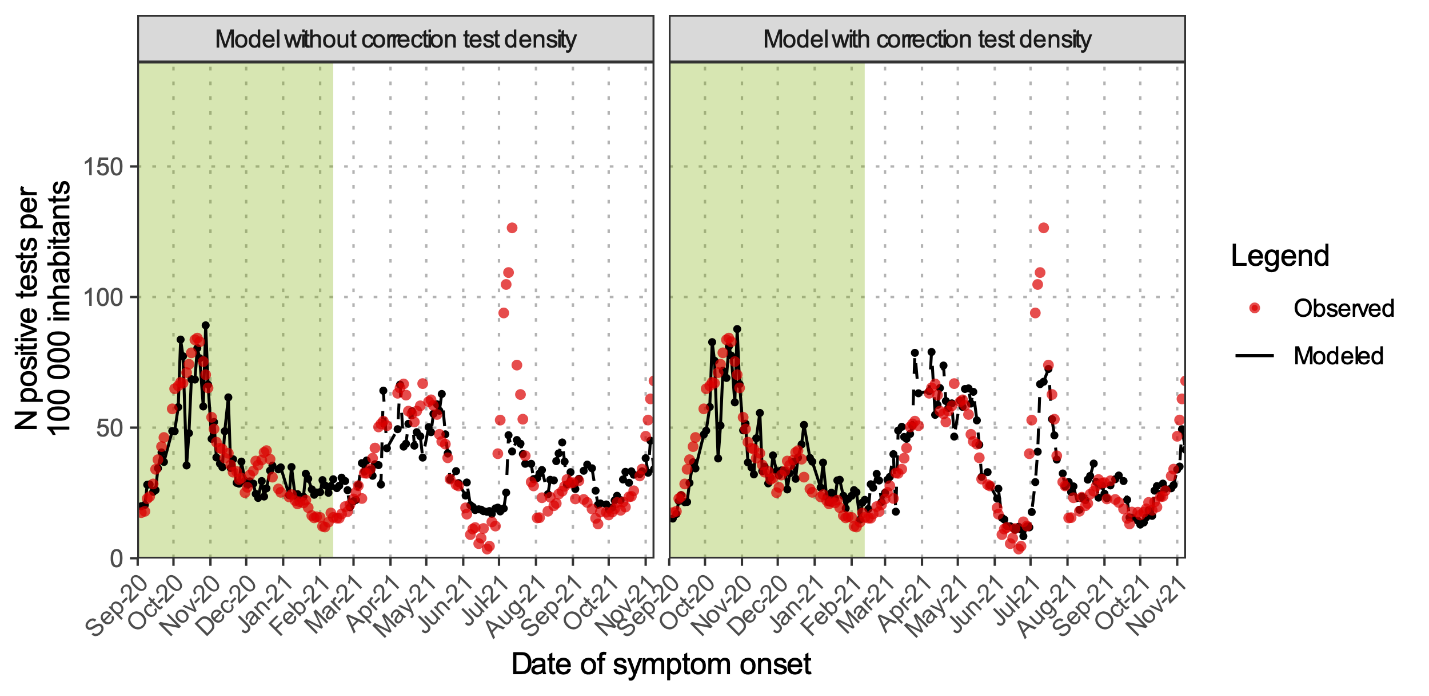 Model without correction test density
Model with correction test density
N positive tests per
100 000 inhabitants
150
100
50
0
Sep-20
Oct-20
Nov-20
Dec-20
Jan-21
Feb-21
Mar-21
Apr-21
May-21
Jun-21
Jul-21
Aug-21
Sep-21
Oct-21
Nov-21
Sep-20
Oct-20
Nov-20
Dec-20
Jan-21
Feb-21
Mar-21
Apr-21
May-21
Jun-21
Jul-21
Aug-21
Sep-21
Oct-21
Nov-21
Date of symptom onset
Legend
Observed
Modeled